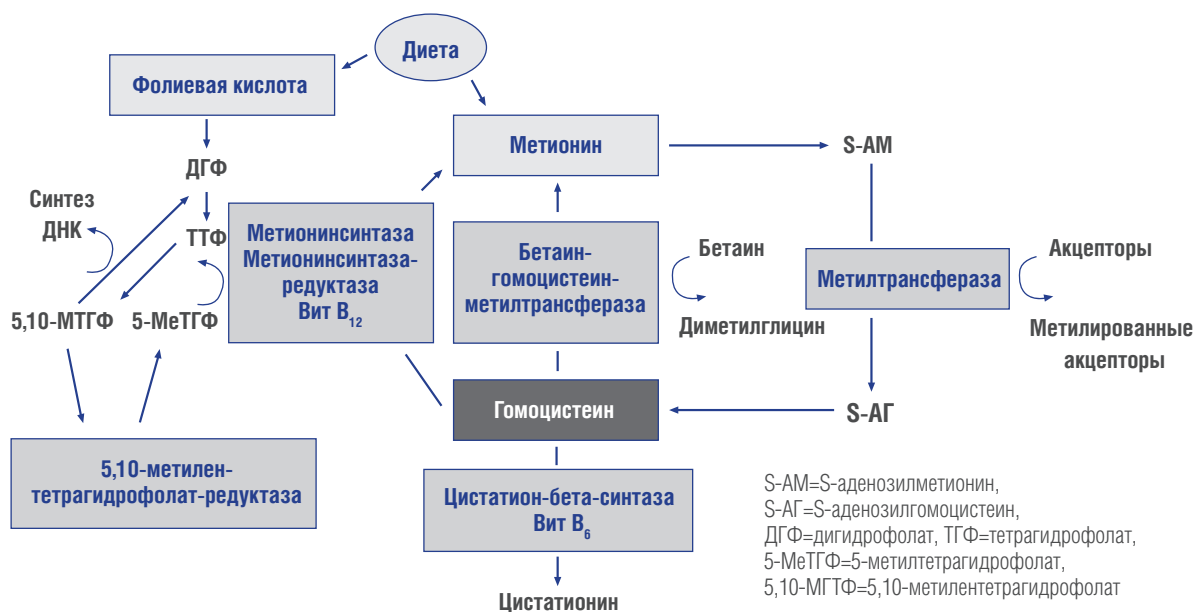 Диета
Фолиевая кислота
Метионин
S-АМ
ДГФ
Синтез
ДНК
ТТФ
5,10-МТГФ
5-МеТГФ
Метионинсинтаза
Метионинсинтаза-
редуктаза
Вит B12
Бетаин-
гомоцистеин-
метилтрансфераза
Бетаин
Диметилглицин
Метилтрансфераза
Акцепторы
Метилированные
акцепторы
Гомоцистеин
S-АГ
5,10-метилен-
тетрагидрофолат-редуктаза
Цистатион-бета-синтаза
Вит B6
Цистатионин
S-АМ=S-аденозилметионин,
S-АГ=S-аденозилгомоцистеин,
ДГФ=дигидрофолат, ТГФ=тетрагидрофолат,
5-МеТГФ=5-метилтетрагидрофолат,
5,10-МГТФ=5,10-метилентетрагидрофолат